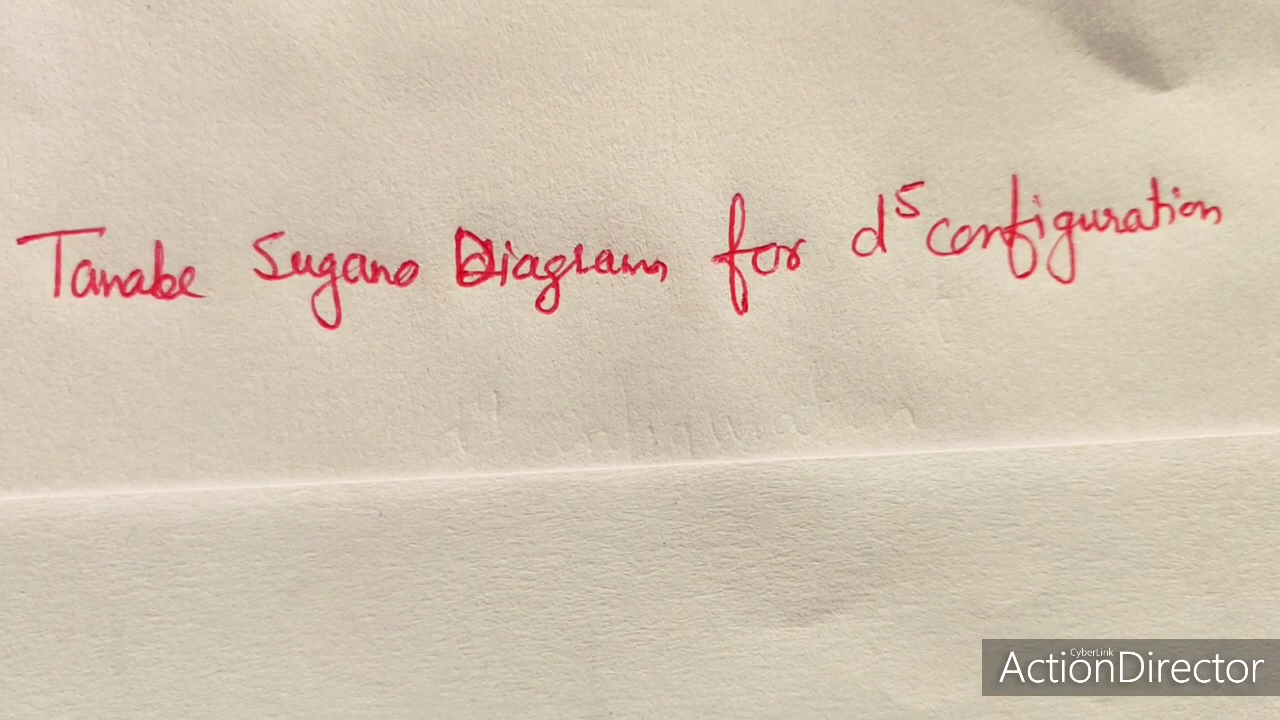 Tanabe Sugano Diagram for d⁵ configuration
CyberLink
ActionDirector